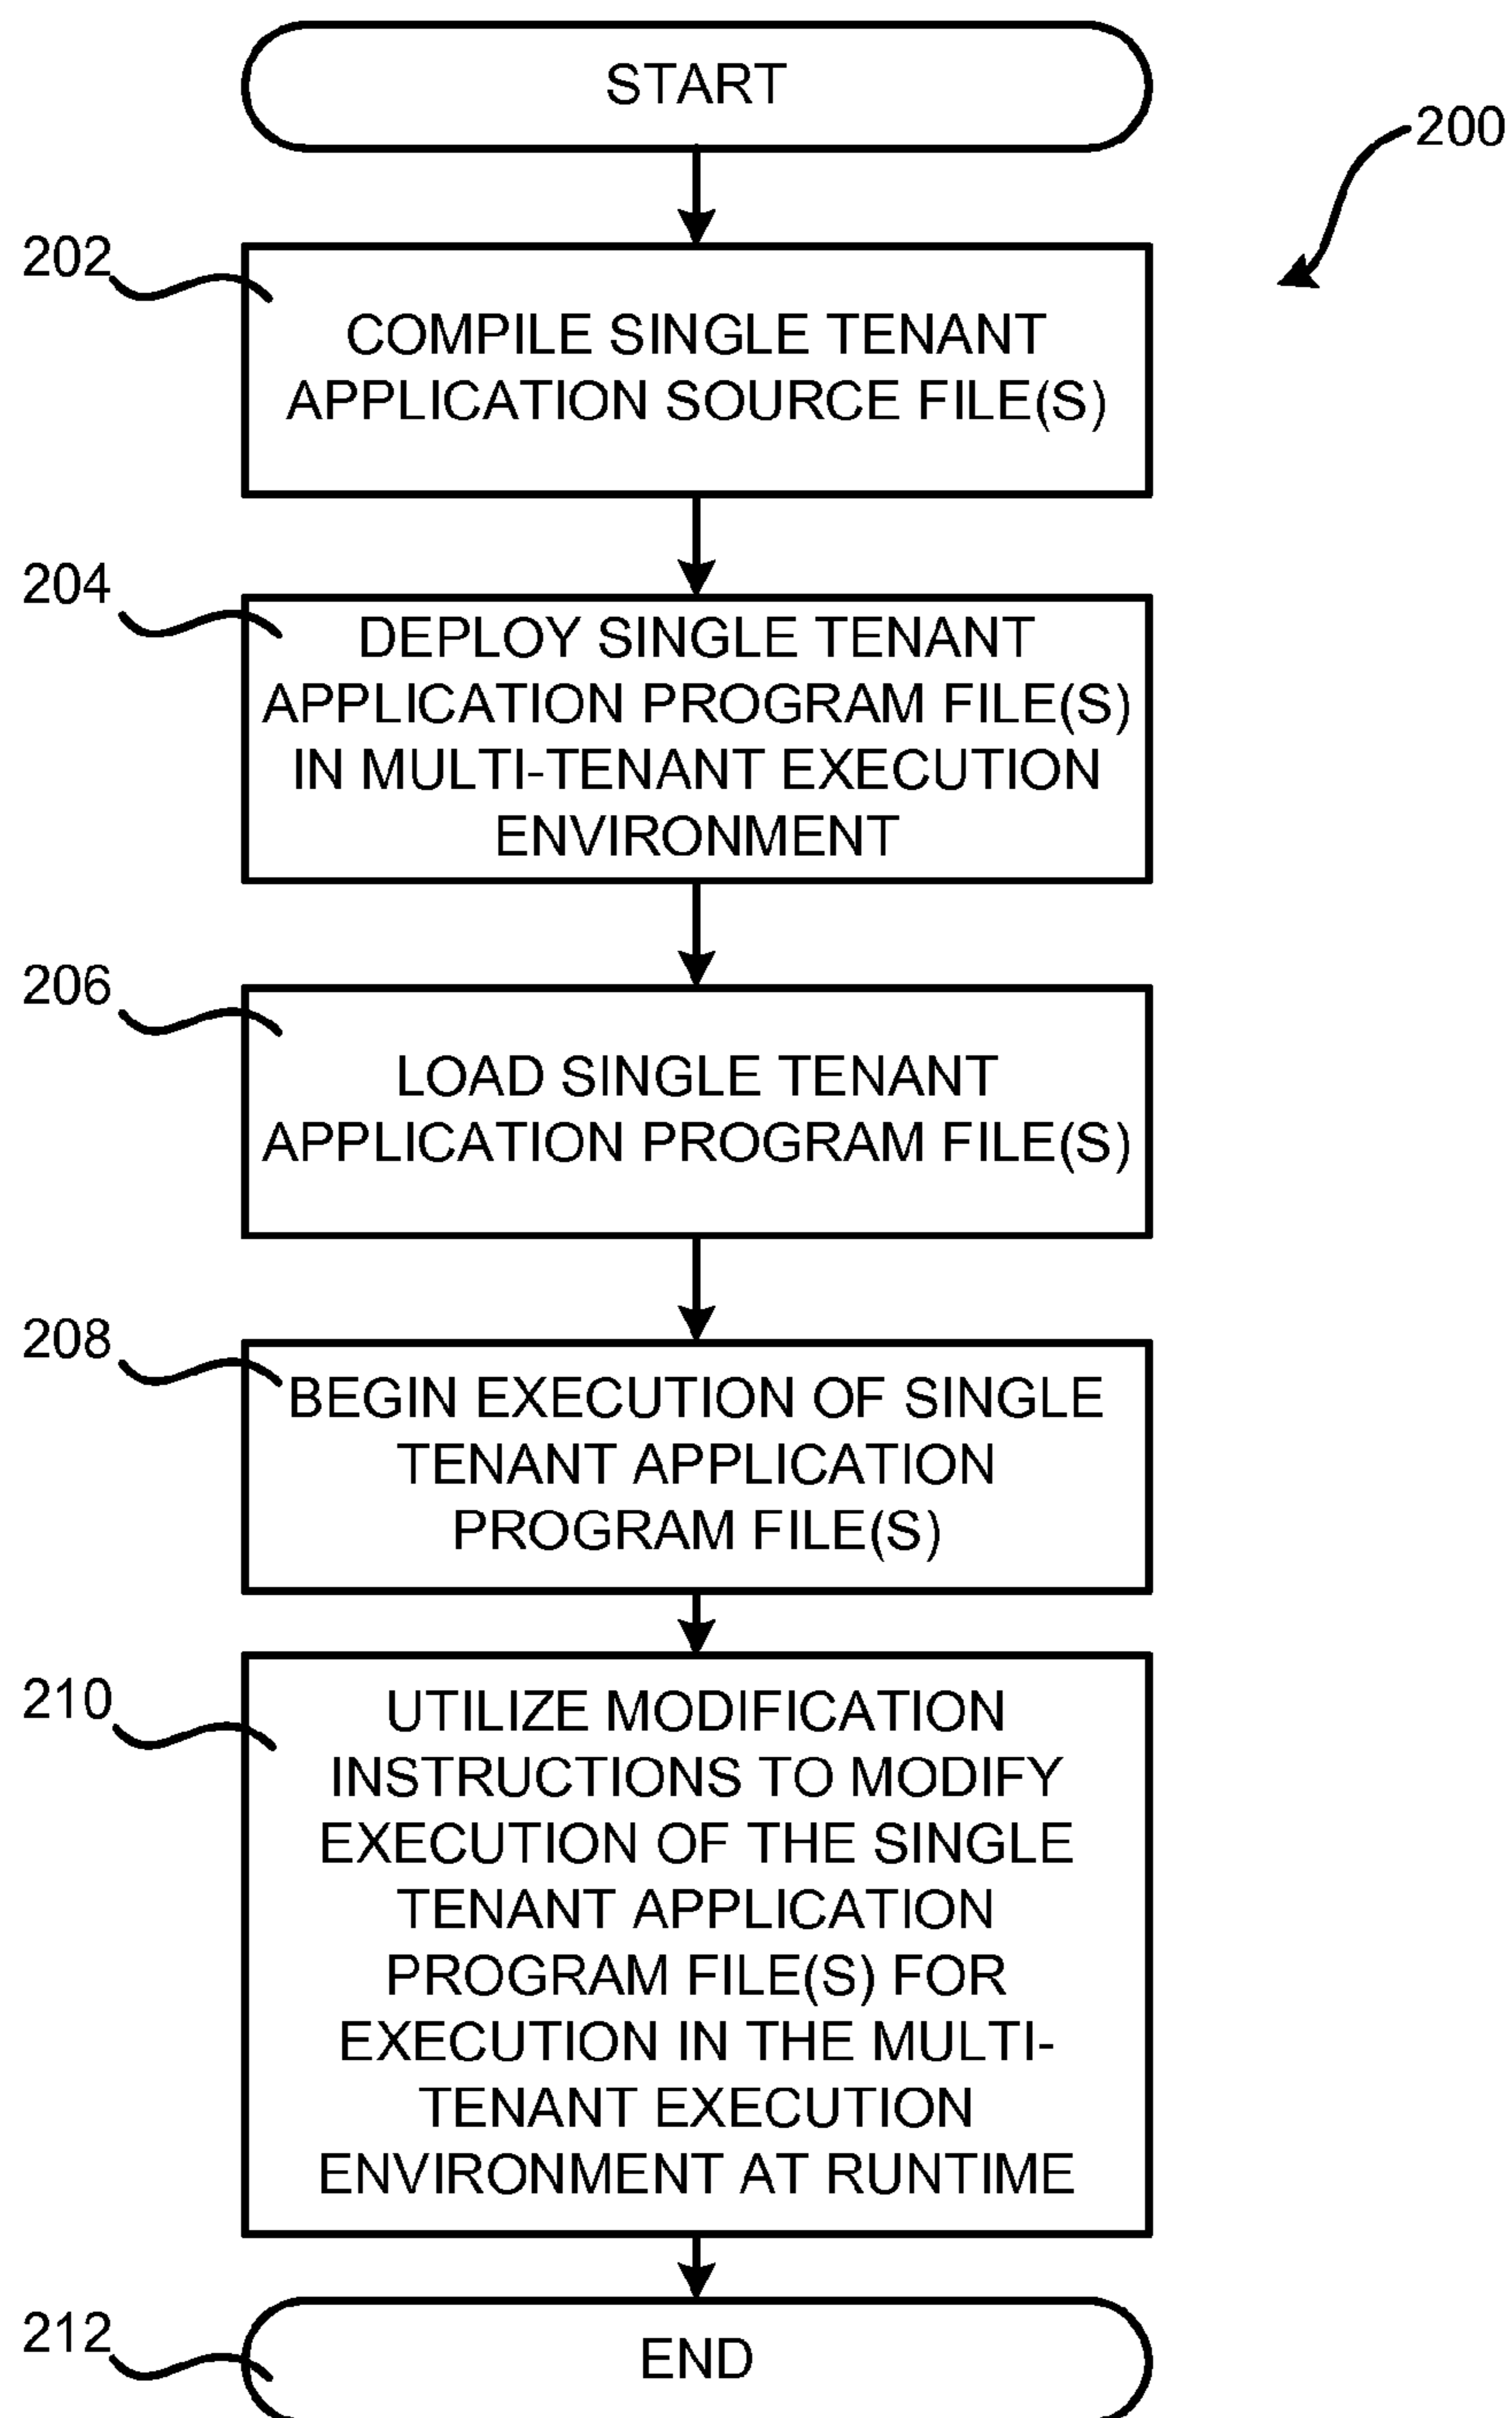 START
200
202
COMPILE SINGLE TENANT
APPLICATION SOURCE FILE(S)
204
DEPLOY SINGLE TENANT
APPLICATION PROGRAM FILE(S)
IN MULTI-TENANT EXECUTION
ENVIRONMENT
206
LOAD SINGLE TENANT
APPLICATION PROGRAM FILE(S)
208
BEGIN EXECUTION OF SINGLE
TENANT APPLICATION
PROGRAM FILE(S)
210
UTILIZE MODIFICATION
INSTRUCTIONS TO MODIFY
EXECUTION OF THE SINGLE
TENANT APPLICATION
PROGRAM FILE(S) FOR
EXECUTION IN THE MULTI-
TENANT EXECUTION
ENVIRONMENT AT RUNTIME
212
END